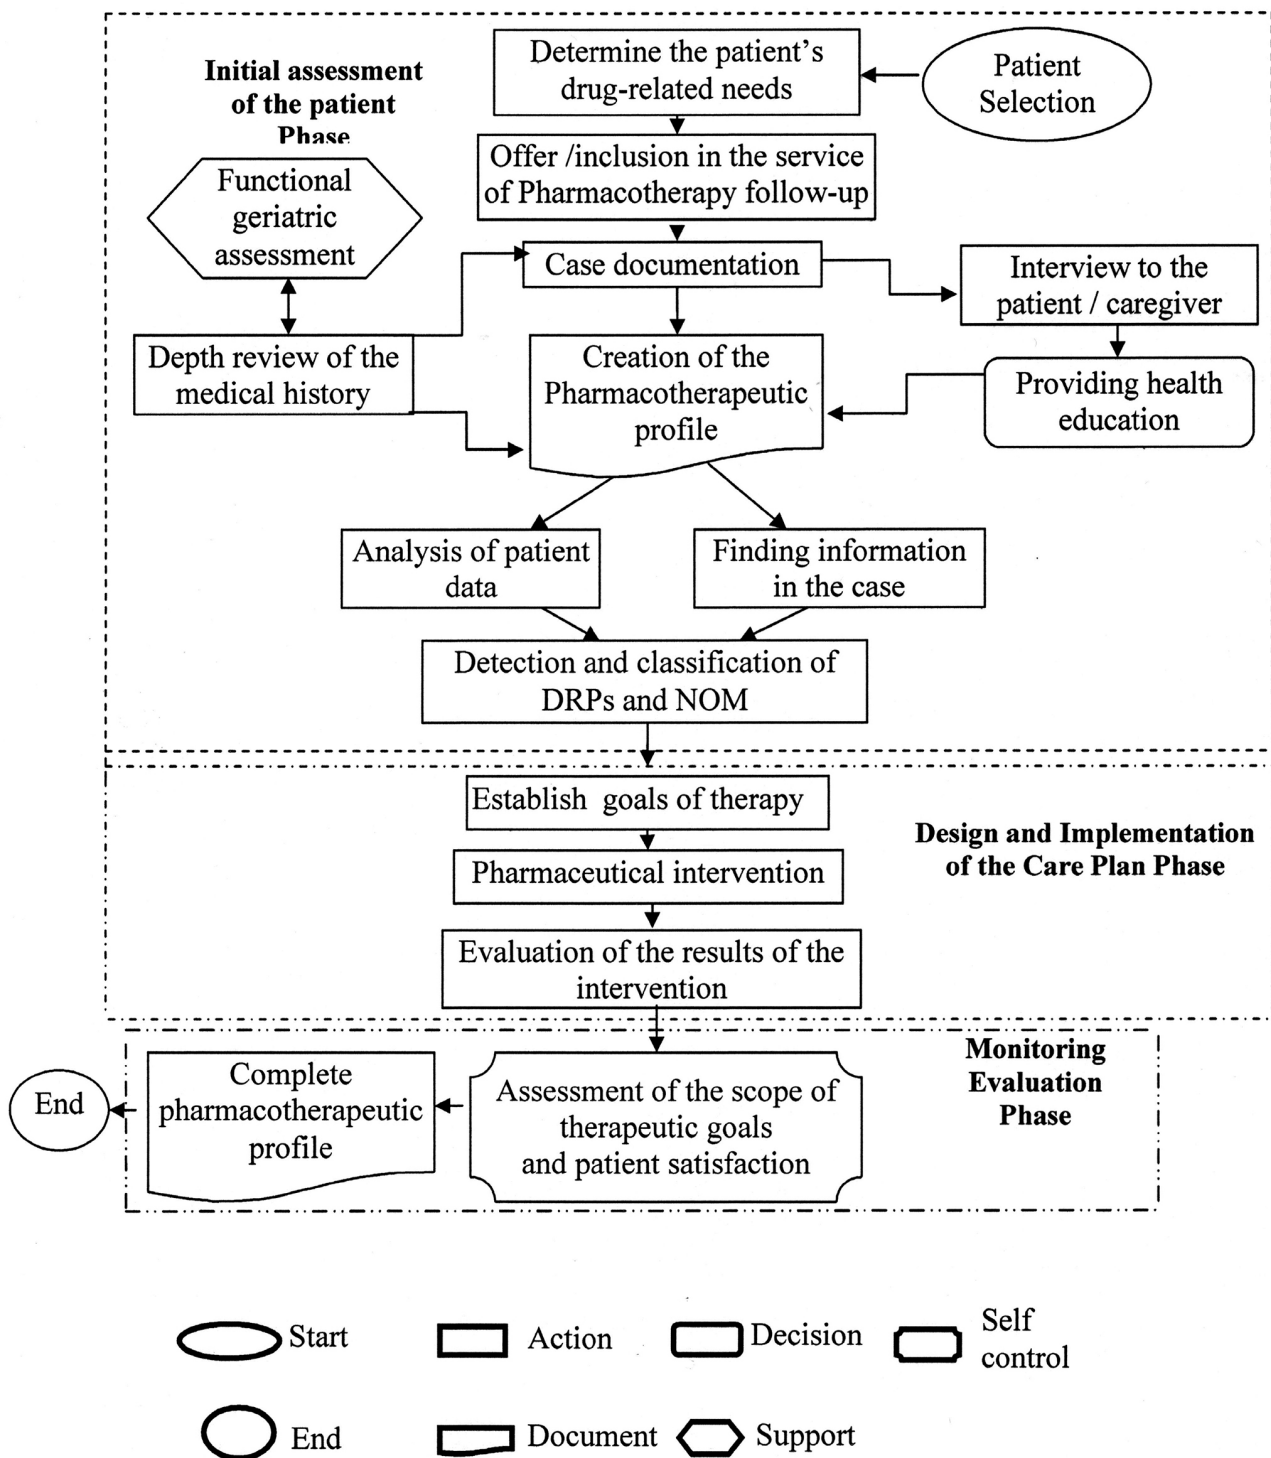 Initial assessment
of the patient
Phase
Determine the patient's
drug-related needs
Patient
Selection
Offer /inclusion in the service
of Pharmacotherapy follow-up
Functional
geriatric
assessment
Case documentation
Interview to the
patient / caregiver
Depth review of the
medical history
Creation of the
Pharmacotherapeutic
profile
Providing health
education
Analysis of patient
data
Finding information
in the case
Detection and classification of
DRPs and NOM
Establish goals of therapy
Design and Implementation
of the Care Plan Phase
Pharmaceutical intervention
Evaluation of the results of the
intervention
Monitoring
Evaluation
Phase
End
Complete
pharmacotherapeutic
profile
Assessment of the scope of
therapeutic goals
and patient satisfaction
Start
Action
Decision
Self
control
End
Document
Support